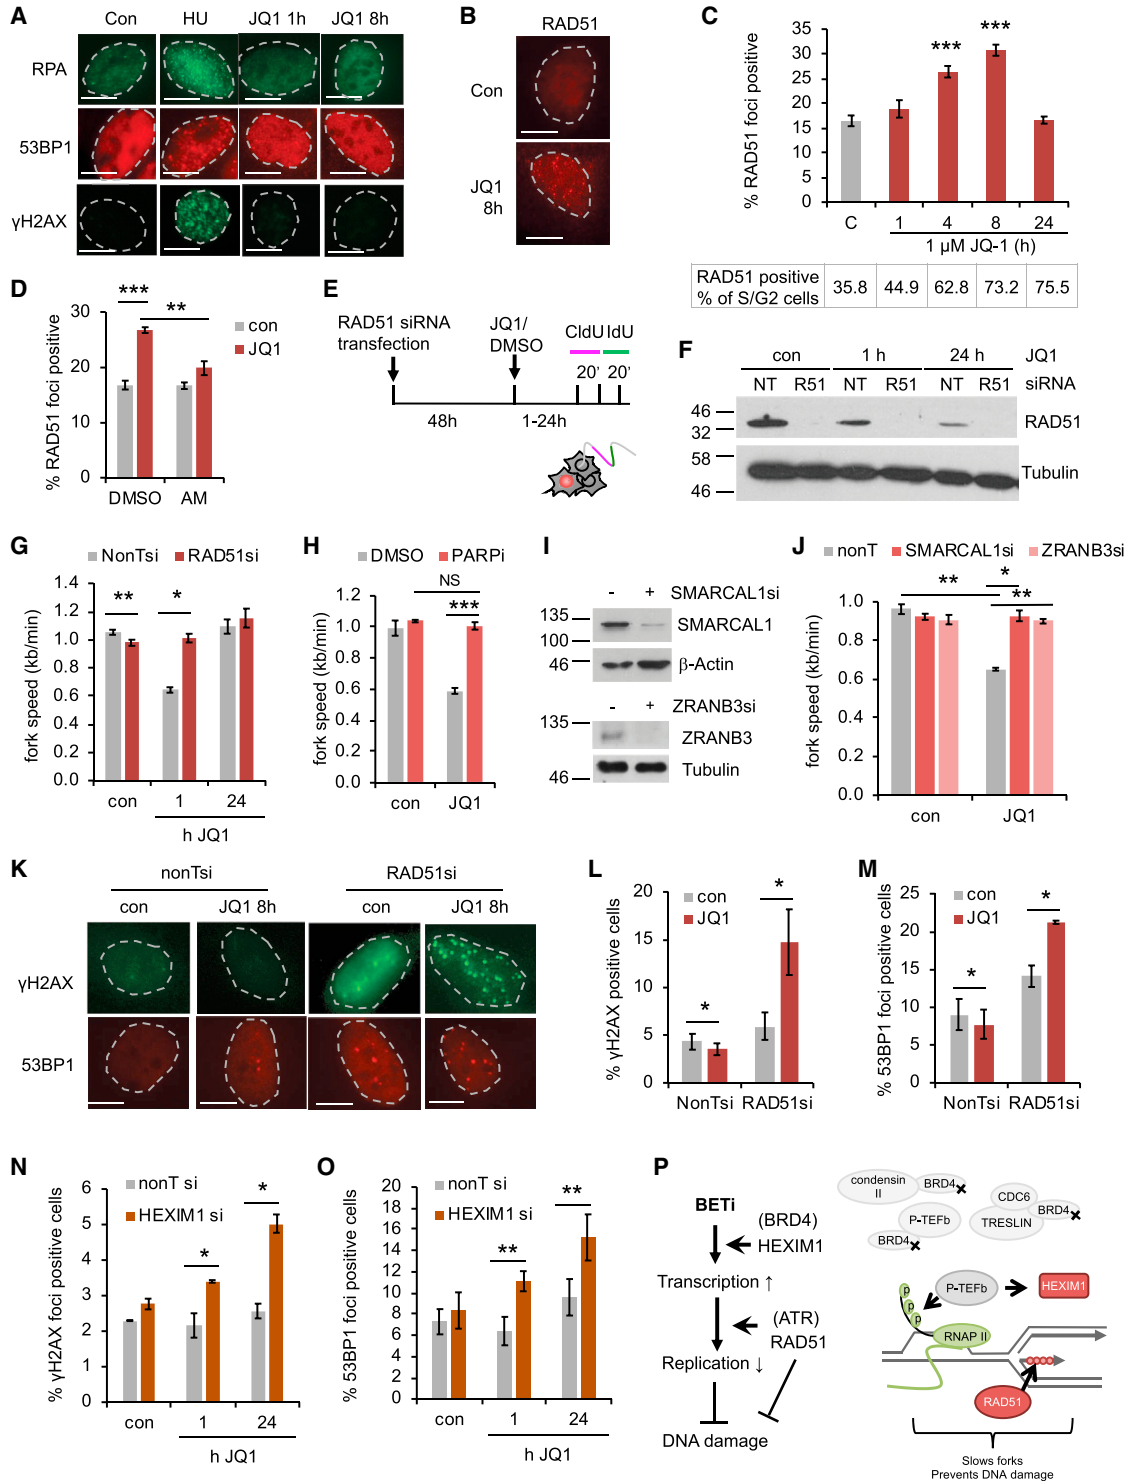 A
Con HU JQ1 1h JQ1 8h
RPA
53BP1
γH2AX
B
RAD51
Con
JQ1
8h
C
% RAD51 foci positive
35
30
25
20
15
10
5
0
***
***
C 1 4 8 24
1 µM JQ-1 (h)
RAD51 positive
% of S/G2 cells
35.8 44.9 62.8 73.2 75.5
D
% RAD51 foci positive
30
20
10
0
***
**
con
JQ1
DMSO AM
E
RAD51 siRNA
transfection
JQ1/
DMSO
CldU IdU
20' 20'
48h 1-24h
F
con 1 h 24 h JQ1
NT R51 NT R51 NT R51 siRNA
46
32
RAD51
58
46
Tubulin
G
NonTsi RAD51si
fork speed (kb/min)
1.4
1.2
1.0
0.8
0.6
0.4
0.2
0.0
** *
con 1 24
h JQ1
H
DMSO PARPi
fork speed (kb/min)
1.2
1.0
0.8
0.6
0.4
0.2
0.0
NS
***
con JQ1
I
- + SMARCAL1si
135
100
SMARCAL1
46
β-Actin
- + ZRANB3si
135
ZRANB3
46
Tubulin
J
nonT SMARCAL1si ZRANB3si
fork speed (kb/min)
1.0
0.8
0.6
0.4
0.2
0.0
** *
**
con JQ1
K
nonTsi RAD51si
con JQ1 8h con JQ1 8h
γH2AX
53BP1
L
% γH2AX positive cells
20
15
10
5
0
con
JQ1
*
*
NonTsi RAD51si
M
% 53BP1 foci positive cells
25
20
15
10
5
0
con
JQ1
*
*
NonTsi RAD51si
N
% γH2AX foci positive cells
6
5
4
3
2
1
0
nonT si
HEXIM1 si
*
*
con 1 24
h JQ1
O
% 53BP1 foci positive cells
18
16
14
12
10
8
6
4
2
0
nonT si
HEXIM1 si
**
**
con 1 24
h JQ1
P
BETi
(BRD4)
HEXIM1
Transcription ↑
(ATR)
RAD51
Replication ↓
DNA damage
condensin
II
BRD4
P-TEFb
BRD4
CDC6
TRESLIN
BRD4
P-TEFb
HEXIM1
p
p
p
RNAP II
RAD51
Slows forks
Prevents DNA damage